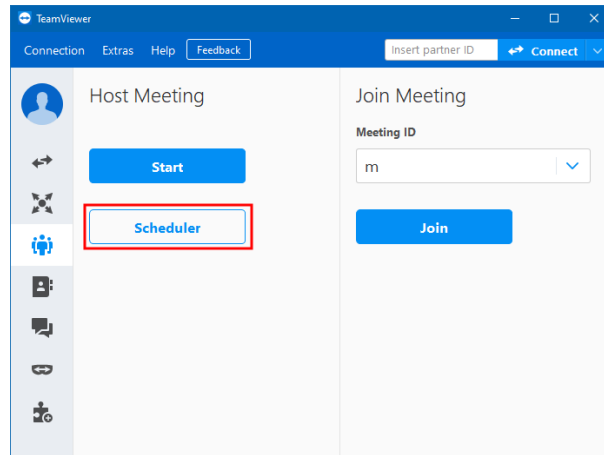 TeamViewer
Connection Extras Help Feedback Insert partner ID Connect
Host Meeting
Start
Scheduler
Join Meeting
Meeting ID
m
Join